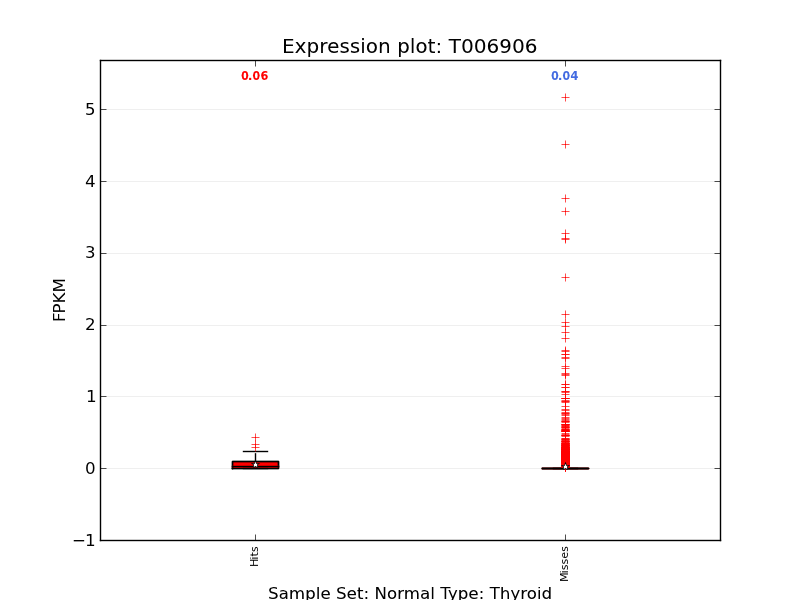 Expression plot: T006906
0.06
0.04
5
4
3
2
1
0
−1
FPKM
Hits
Misses
Sample Set: Normal Type: Thyroid